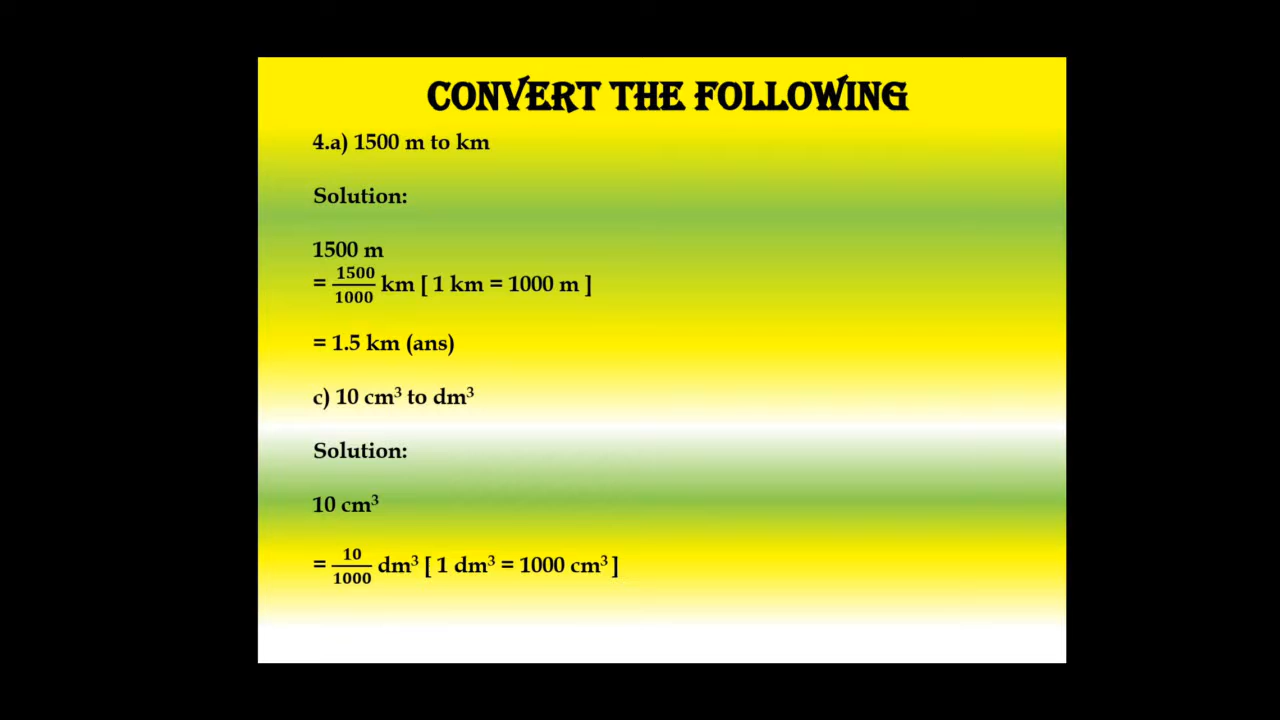 CONVERT THE FOLLOWING
4.a) 1500 m to km
Solution:
1500 m
= 1500/1000 km [ 1 km = 1000 m ]
= 1.5 km (ans)
c) 10 cm³ to dm³
Solution:
10 cm³
= 10/1000 dm³ [ 1 dm³ = 1000 cm³ ]